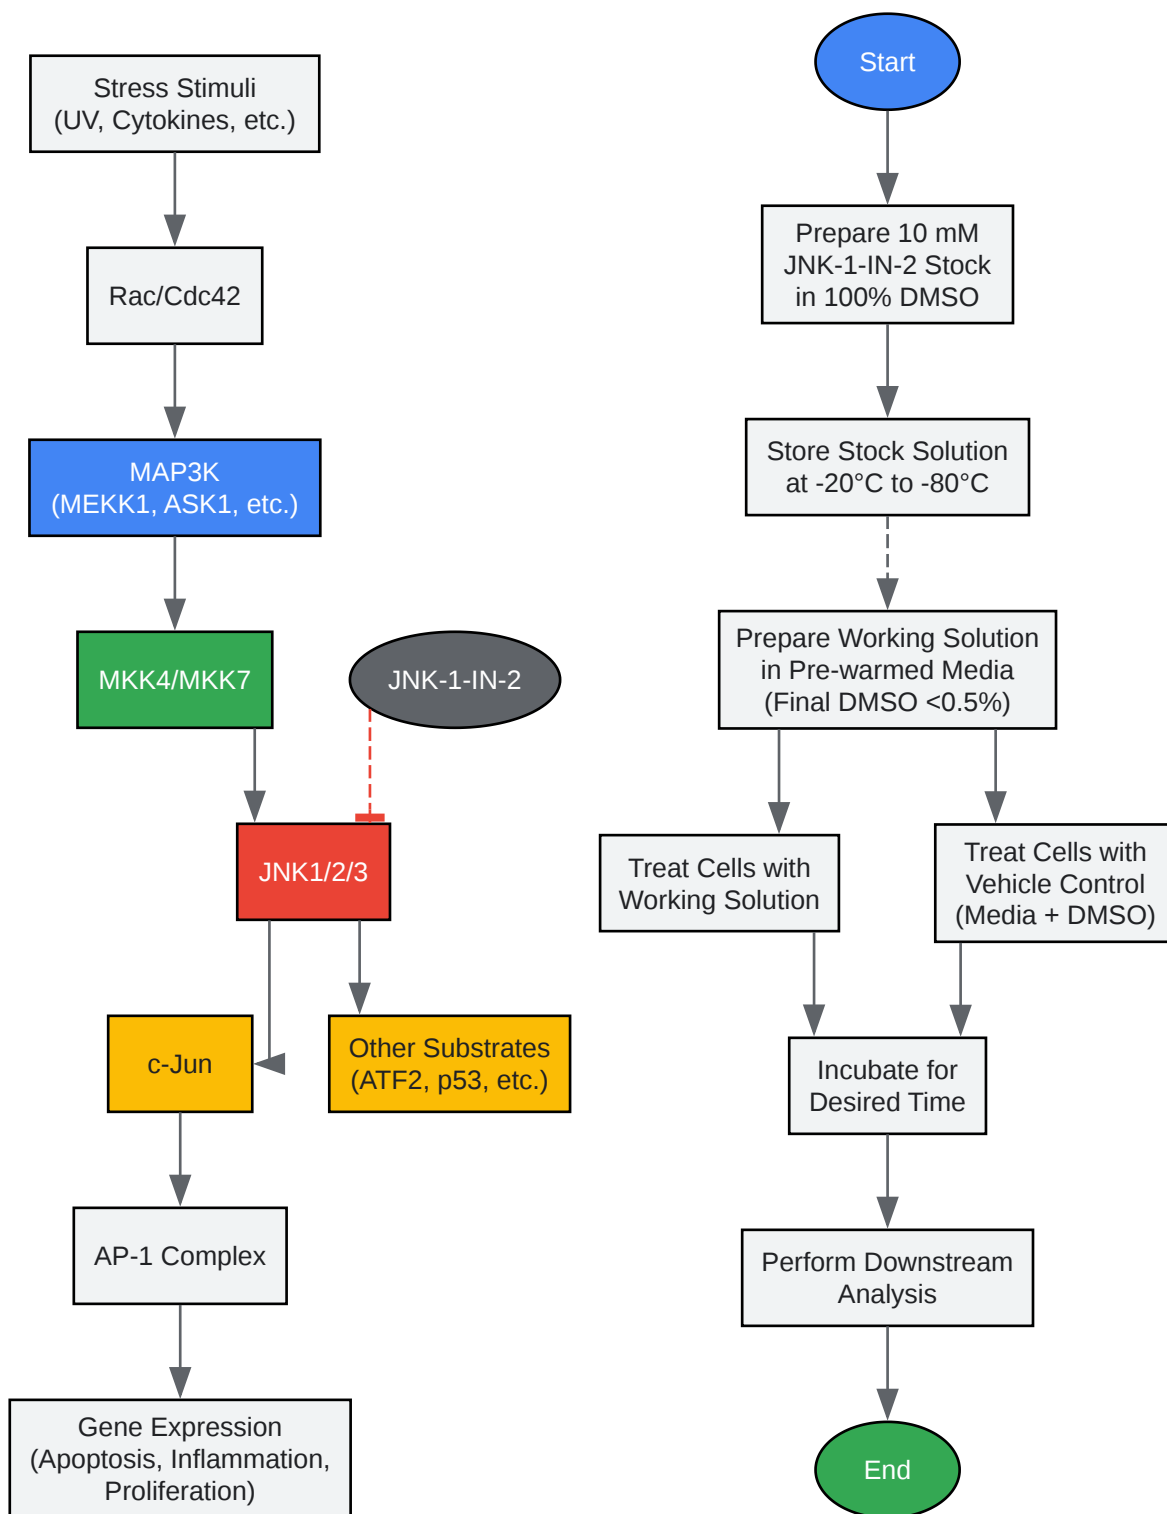 Stress Stimuli
(UV, Cytokines, etc.)
Rac/Cdc42
MAP3K
(MEKK1, ASK1, etc.)
MKK4/MKK7
JNK-1-IN-2
JNK1/2/3
c-Jun
Other Substrates
(ATF2, p53, etc.)
AP-1 Complex
Gene Expression
(Apoptosis, Inflammation,
Proliferation)
Start
Prepare 10 mM
JNK-1-IN-2 Stock
in 100% DMSO
Store Stock Solution
at -20°C to -80°C
Prepare Working Solution
in Pre-warmed Media
(Final DMSO <0.5%)
Treat Cells with
Working Solution
Treat Cells with
Vehicle Control
(Media + DMSO)
Incubate for
Desired Time
Perform Downstream
Analysis
End